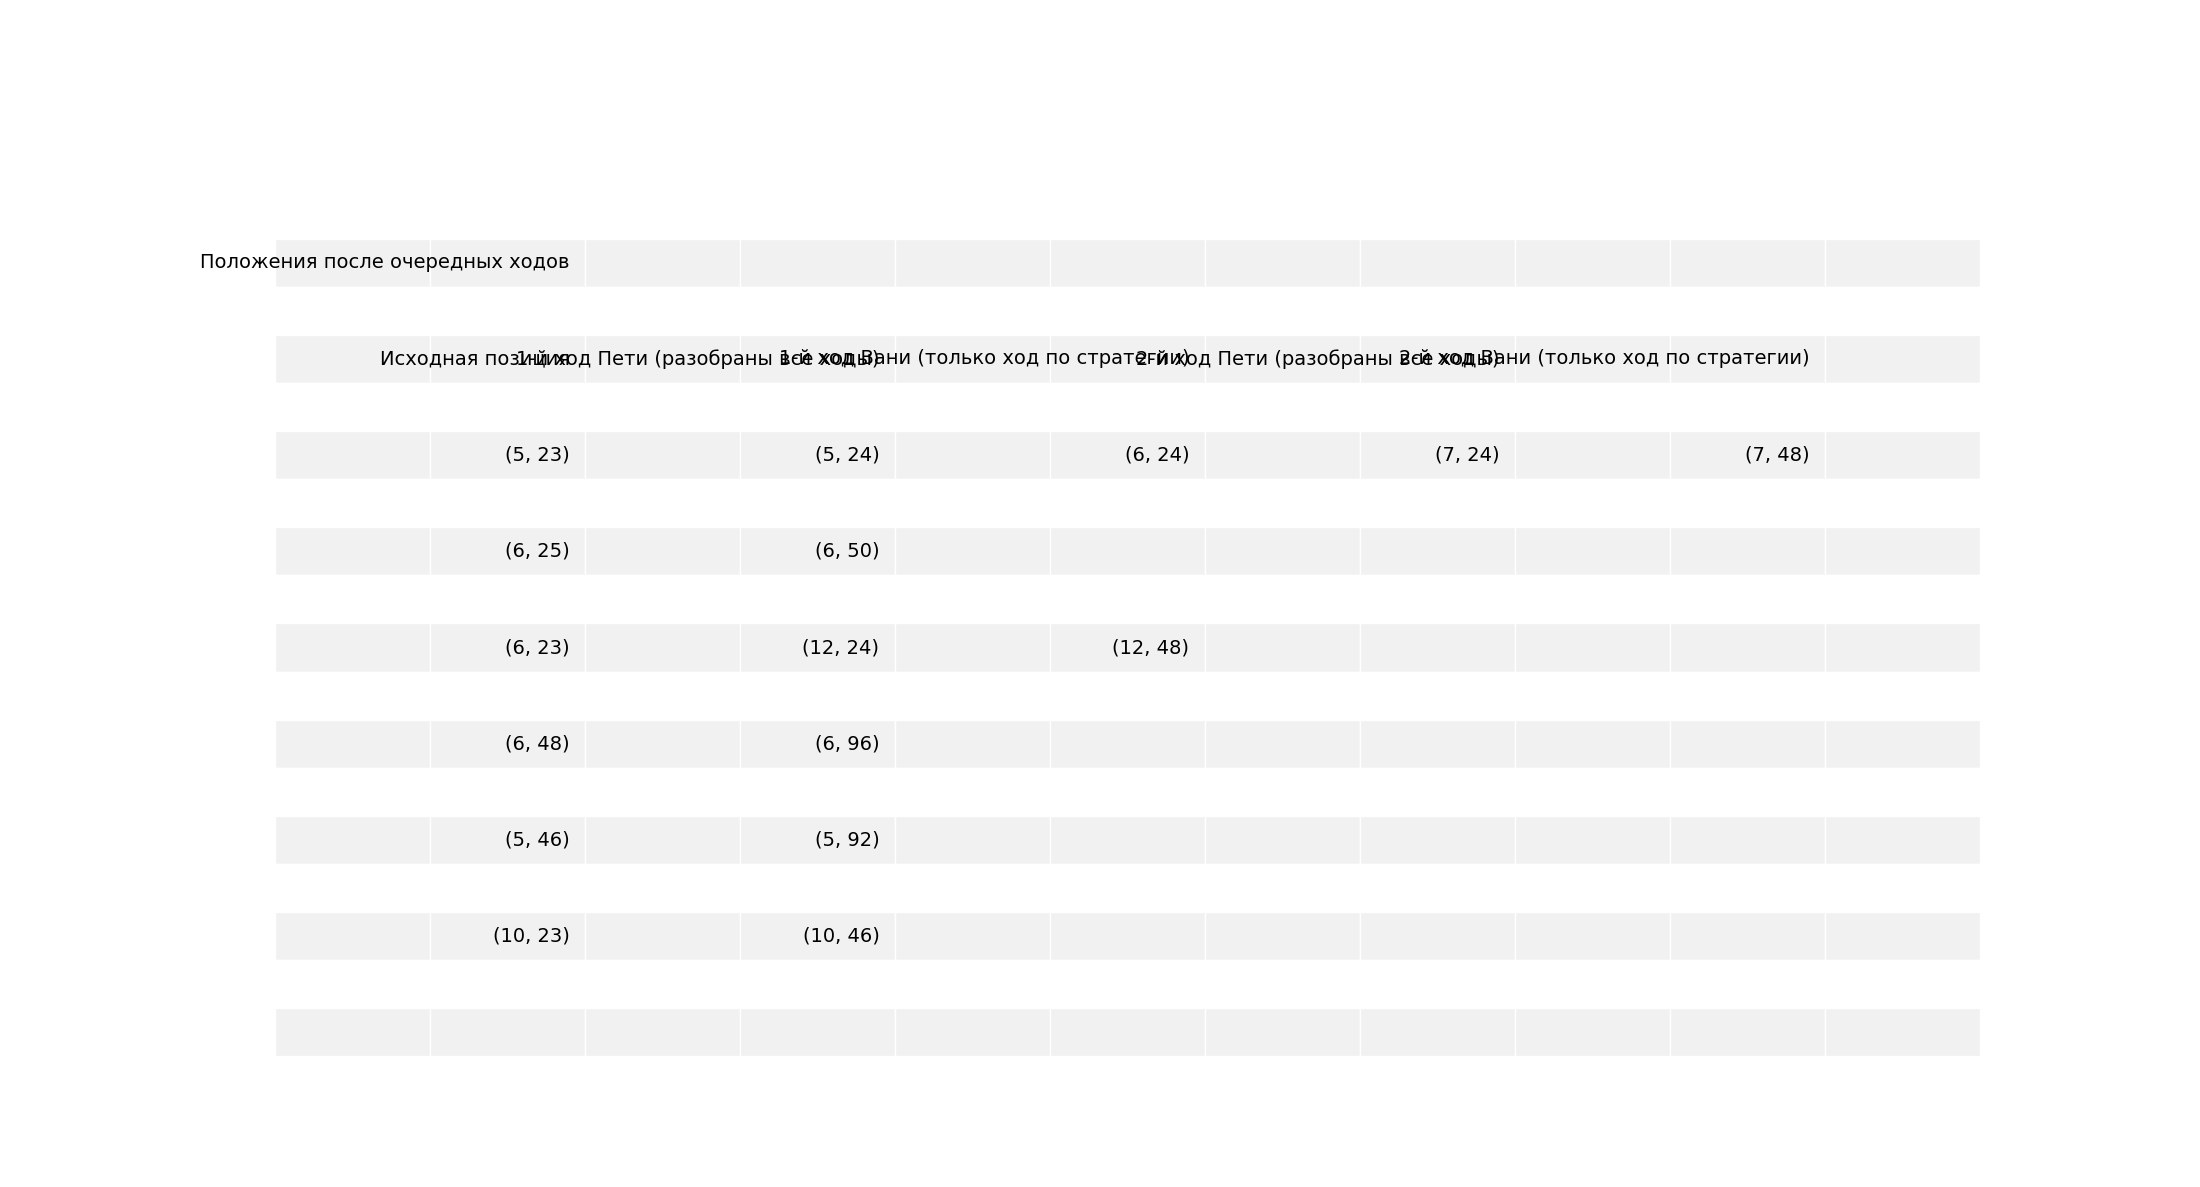 Положения после очередных ходов
Исходная позиция 1-й ход Пети (разобраны все ходы) 1-й ход Вани (только ход по стратегии) 2-й ход Пети (разобраны все ходы) 2-й ход Вани (только ход по стратегии)
(5, 23) (5, 24) (6, 24) (7, 24) (7, 48)
(6, 25) (6, 50)
(6, 23) (12, 24) (12, 48)
(6, 48) (6, 96)
(5, 46) (5, 92)
(10, 23) (10, 46)